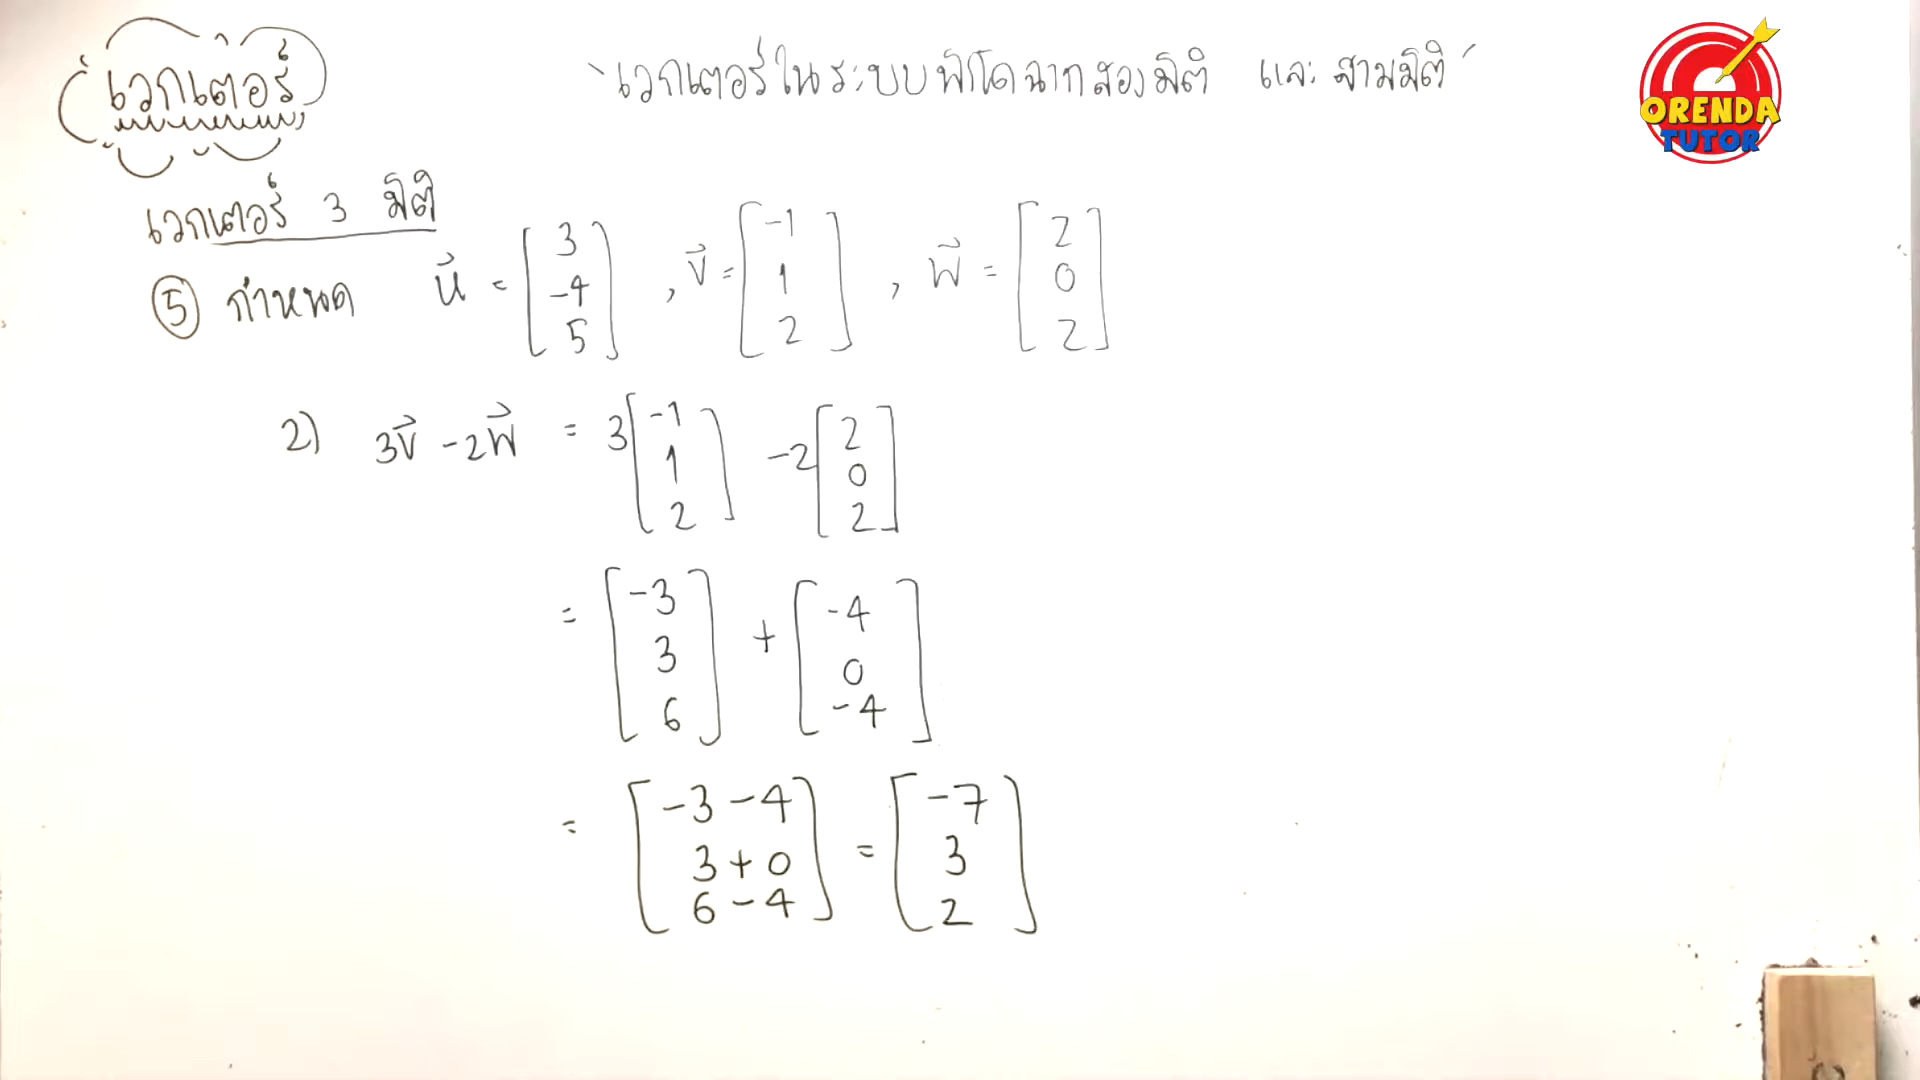 เวกเตอร์
"เวกเตอร์ในระบบพิกัดฉากสองมิติ และ สามมิติ"
ORENDA
TUTOR
เวกเตอร์ 3 มิติ
⑤ กำหนด u⃗ = [3 -4 5] , v⃗ = [-1 1 2] , w⃗ = [2 0 2]
2) 3v⃗ - 2w⃗ = 3[-1 1 2] -2[2 0 2]
= [-3 3 6] + [-4 0 -4]
= [-3-4 3+0 6-4] = [-7 3 2]